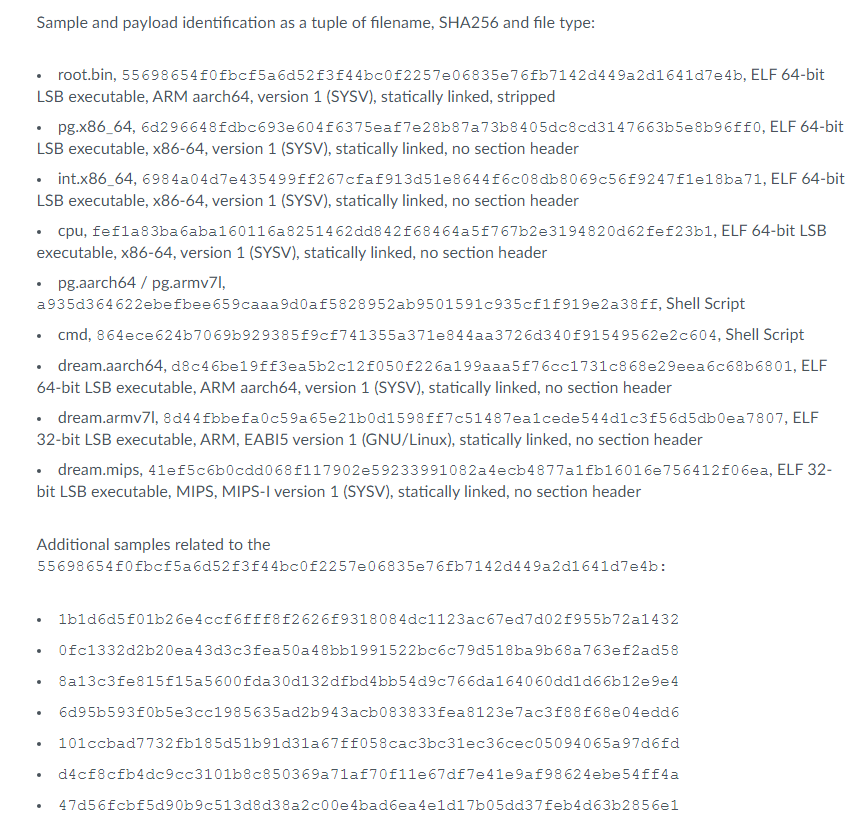 Sample and payload identification as a tuple of filename, SHA256 and file type:
• root.bin, 55698654f0fbcf5a6d52f3f44bc0f2257e06835e76fb7142d449a2d1641d7e4b, ELF 64-bit
LSB executable, ARM aarch64, version 1 (SYSV), statically linked, stripped
• pg.x86_64, 6d296648fdbc693e604f6375eaf7e28b87a73b8405dc8cd3147663b5e8b96ff0, ELF 64-bit
LSB executable, x86-64, version 1 (SYSV), statically linked, no section header
• int.x86_64, 6984a04d7e435499ff267cfaf913d51e8644f6c08db8069c56f9247f1e18ba71, ELF 64-bit
LSB executable, x86-64, version 1 (SYSV), statically linked, no section header
• cpu, fef1a83ba6aba160116a8251462dd842f68464a5f767b2e3194820d62fef23b1, ELF 64-bit LSB
executable, x86-64, version 1 (SYSV), statically linked, no section header
• pg.aarch64 / pg.armv7l,
a935d364622ebefbee659caaa9d0af5828952ab9501591c935cf1f919e2a38ff, Shell Script
• cmd, 864ece624b7069b929385f9cf741355a371e844aa3726d340f91549562e2c604, Shell Script
• dream.aarch64, d8c46be19ff3ea5b2c12f050f226a199aaa5f76cc1731c868e29eea6c68b6801, ELF
64-bit LSB executable, ARM aarch64, version 1 (SYSV), statically linked, no section header
• dream.armv7l, 8d44fbbefa0c59a65e21b0d1598ff7c51487ea1cede544d1c3f56d5db0ea7807, ELF
32-bit LSB executable, ARM, EABI5 version 1 (GNU/Linux), statically linked, no section header
• dream.mips, 41ef5c6b0cdd068f117902e59233991082a4ecb4877a1fb16016e756412f06ea, ELF 32-
bit LSB executable, MIPS, MIPS-I version 1 (SYSV), statically linked, no section header
Additional samples related to the
55698654f0fbcf5a6d52f3f44bc0f2257e06835e76fb7142d449a2d1641d7e4b:
• 1b1d6d5f01b26e4ccf6fff8f2626f9318084dc1123ac67ed7d02f955b72a1432
• 0fc1332d2b20ea43d3c3fea50a48bb1991522bc6c79d518ba9b68a763ef2ad58
• 8a13c3fe815f15a5600fda30d132dfbd4bb54d9c766da164060dd1d66b12e9e4
• 6d95b593f0b5e3cc1985635ad2b943acb083833fea8123e7ac3f88f68e04edd6
• 101ccbad7732fb185d51b91d31a67ff058cac3bc31ec36cec05094065a97d6fd
• d4cf8cfb4dc9cc3101b8c850369a71af70f11e67df7e41e9af98624ebe54ff4a
• 47d56fcbf5d90b9c513d8d38a2c00e4bad6ea4e1d17b05dd37feb4d63b2856e1